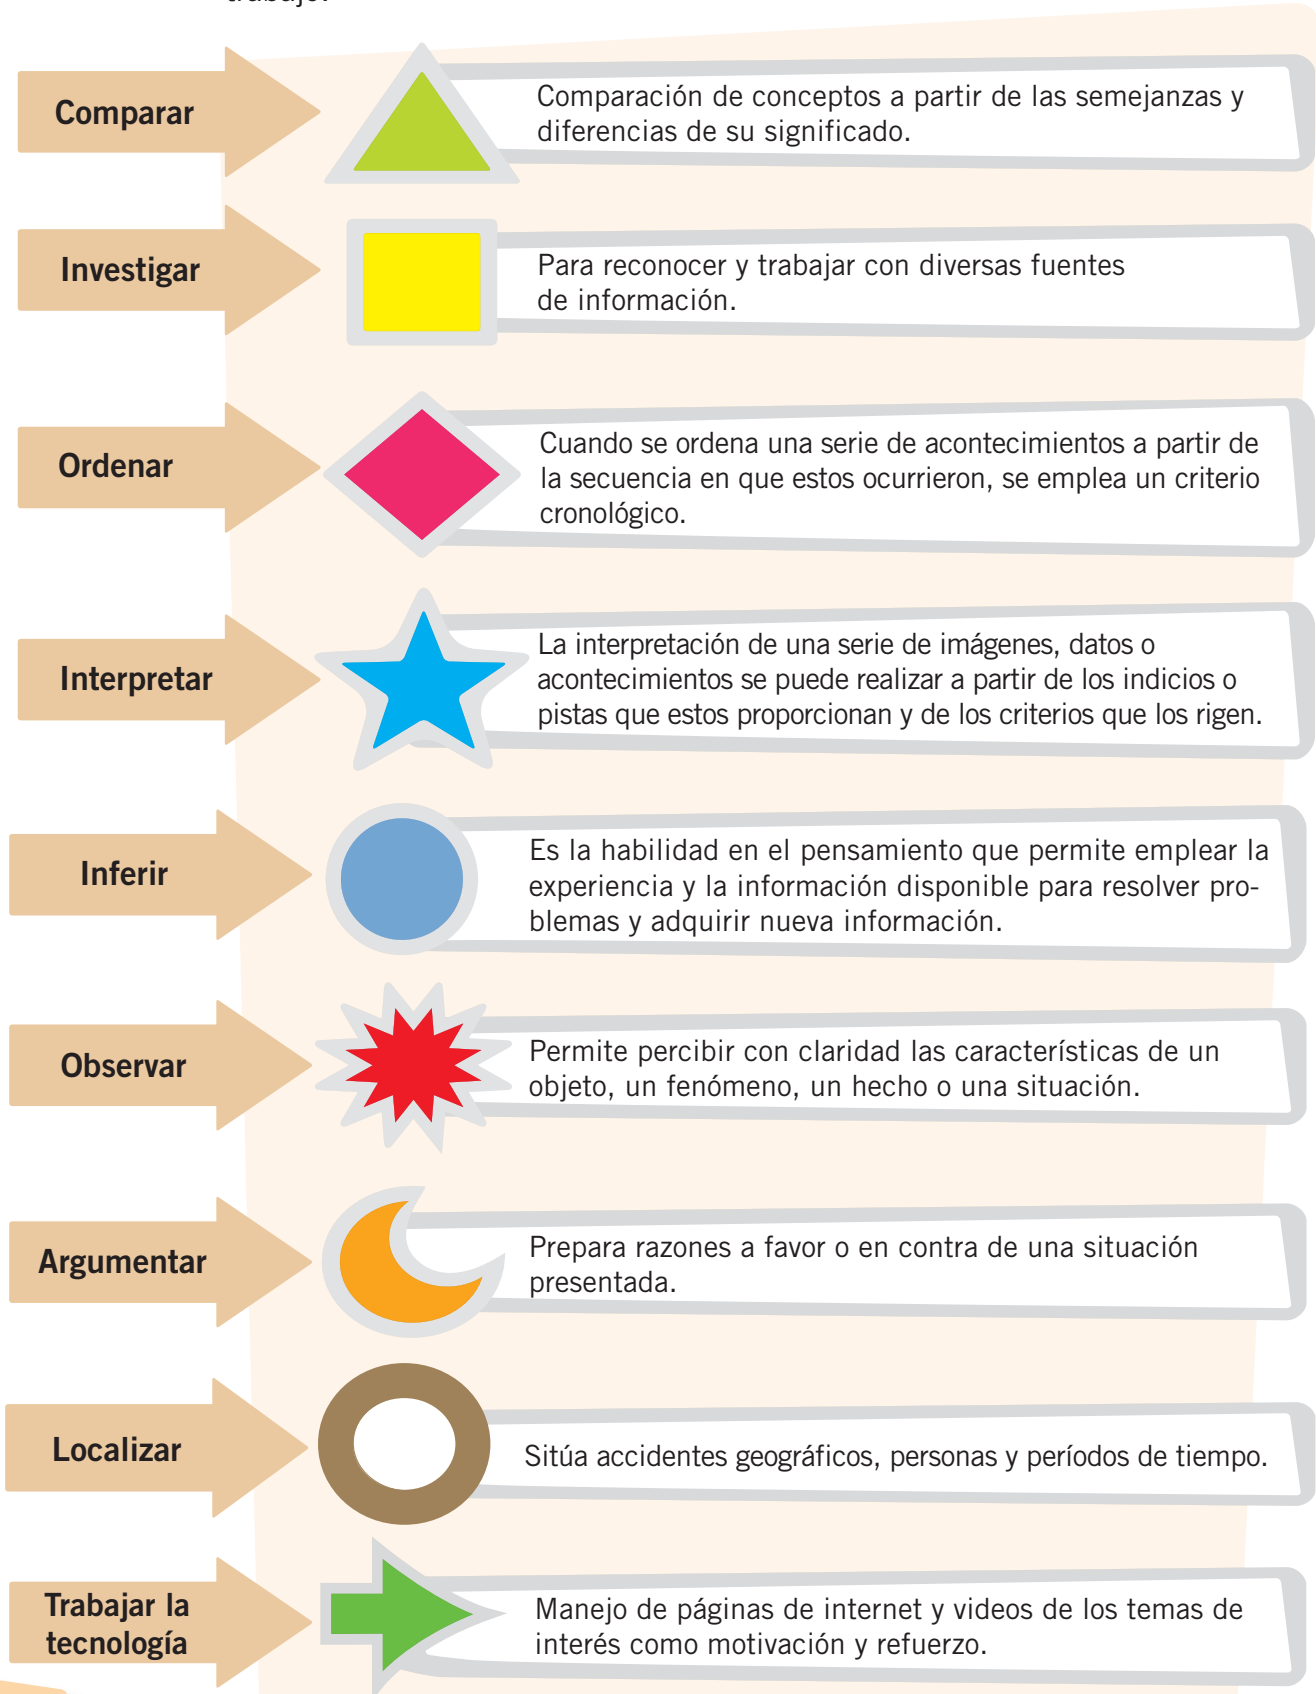 trabajo.
Comparar
Comparación de conceptos a partir de las semejanzas y
diferencias de su significado.
Investigar
Para reconocer y trabajar con diversas fuentes
de información.
Ordenar
Cuando se ordena una serie de acontecimientos a partir de
la secuencia en que estos ocurrieron, se emplea un criterio
cronológico.
Interpretar
La interpretación de una serie de imágenes, datos o
acontecimientos se puede realizar a partir de los indicios o
pistas que estos proporcionan y de los criterios que los rigen.
Inferir
Es la habilidad en el pensamiento que permite emplear la
experiencia y la información disponible para resolver pro-
blemas y adquirir nueva información.
Observar
Permite percibir con claridad las características de un
objeto, un fenómeno, un hecho o una situación.
Argumentar
Prepara razones a favor o en contra de una situación
presentada.
Localizar
Sitúa accidentes geográficos, personas y períodos de tiempo.
Trabajar la
tecnología
Manejo de páginas de internet y videos de los temas de
interés como motivación y refuerzo.